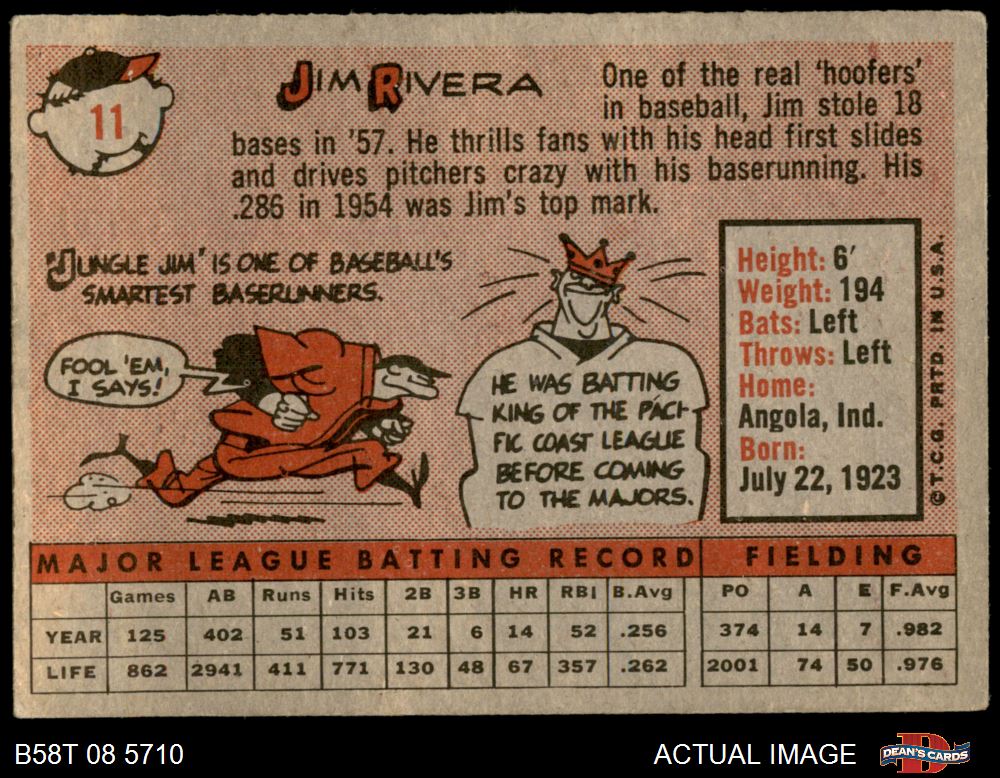 11
JIM RIVERA
One of the real 'hoofers'
in baseball, Jim stole 18
bases in '57. He thrills fans with his head first slides
and drives pitchers crazy with his baserunning. His
.286 in 1954 was Jim's top mark.
"JUNGLE JIM" IS ONE OF BASEBALL'S
SMARTEST BASERUNNERS.
FOOL 'EM,
I SAYS!
HE WAS BATTING
KING OF THE PACI-
FIC COAST LEAGUE
BEFORE COMING
TO THE MAJORS.
Height: 6'
Weight: 194
Bats: Left
Throws: Left
Home:
Angola, Ind.
Born:
July 22, 1923
© T.C.G. PRTD. IN U.S.A.
MAJOR LEAGUE BATTING RECORD FIELDING
Games AB Runs Hits 2B 3B HR RBI B.Avg PO A E F.Avg
YEAR 125 402 51 103 21 6 14 52 .256 374 14 7 .982
LIFE 862 2941 411 771 130 48 67 357 .262 2001 74 50 .976
B58T 08 5710
ACTUAL IMAGE
D
DEAN'S CARDS